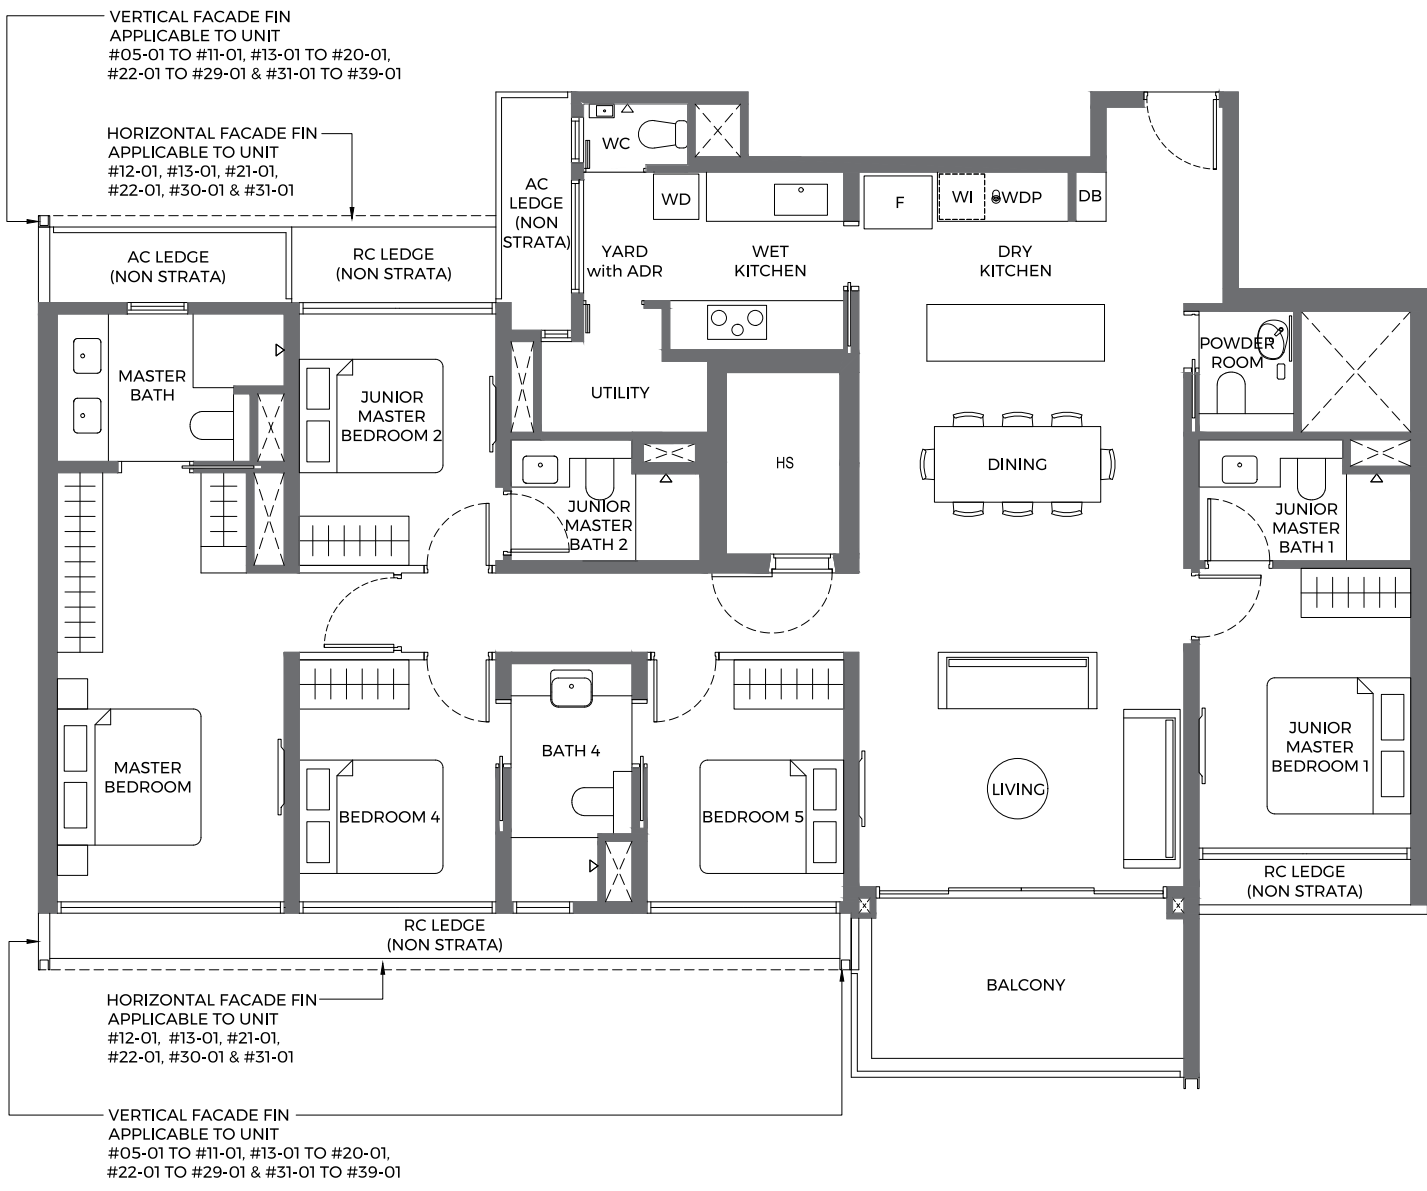 VERTICAL FACADE FIN
APPLICABLE TO UNIT
#05-01 TO #11-01, #13-01 TO #20-01,
#22-01 TO #29-01 & #31-01 TO #39-01
HORIZONTAL FACADE FIN
APPLICABLE TO UNIT
#12-01, #13-01, #21-01,
#22-01, #30-01 & #31-01
WC
AC
LEDGE
(NON
STRATA)
WD
F
WI
WDP
DB
AC LEDGE
(NON STRATA)
RC LEDGE
(NON STRATA)
YARD
with ADR
WET
KITCHEN
DRY
KITCHEN
MASTER
BATH
JUNIOR
MASTER
BEDROOM 2
UTILITY
POWDER
ROOM
HS
DINING
JUNIOR
MASTER
BATH 2
JUNIOR
MASTER
BATH 1
MASTER
BEDROOM
BEDROOM 4
BATH 4
BEDROOM 5
LIVING
JUNIOR
MASTER
BEDROOM 1
RC LEDGE
(NON STRATA)
RC LEDGE
(NON STRATA)
BALCONY
HORIZONTAL FACADE FIN
APPLICABLE TO UNIT
#12-01, #13-01, #21-01,
#22-01, #30-01 & #31-01
VERTICAL FACADE FIN
APPLICABLE TO UNIT
#05-01 TO #11-01, #13-01 TO #20-01,
#22-01 TO #29-01 & #31-01 TO #39-01